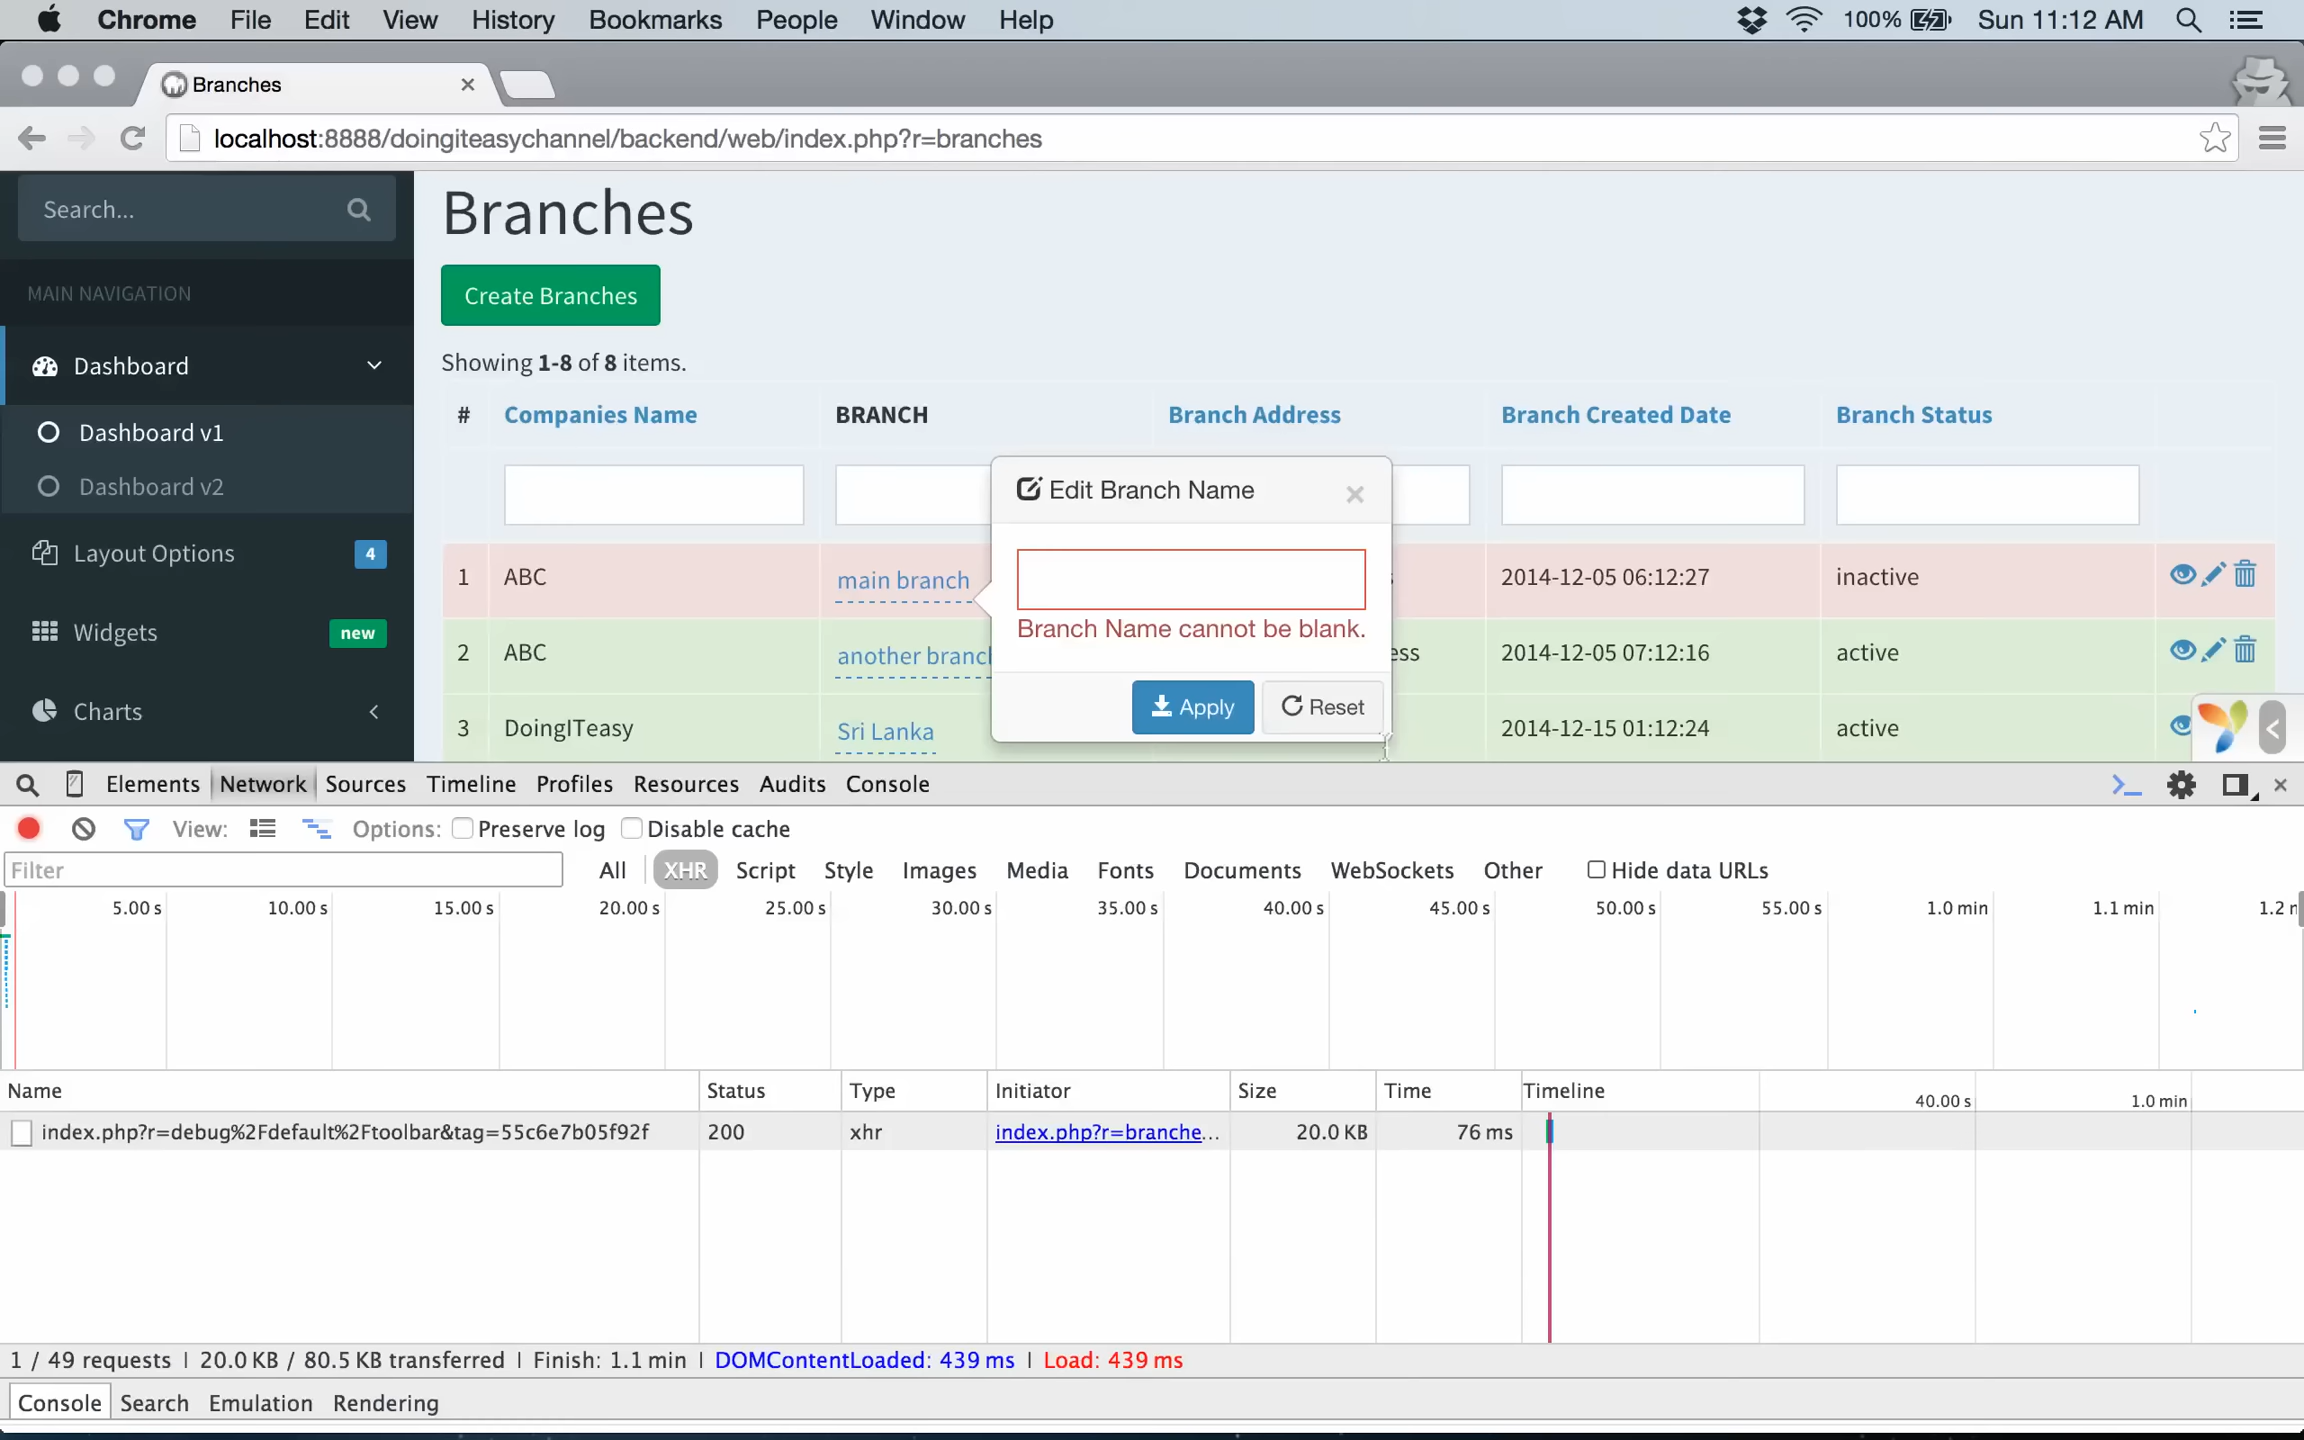 Chrome File Edit View History Bookmarks People Window Help 100% Sun 11:12 AM
Branches
localhost:8888/doingiteasychannel/backend/web/index.php?r=branches
Search...
MAIN NAVIGATION
Dashboard
Dashboard v1
Dashboard v2
Layout Options 4
Widgets new
Charts
Branches
Create Branches
Showing 1-8 of 8 items.
# Companies Name BRANCH Branch Address Branch Created Date Branch Status
1 ABC main branch 2014-12-05 06:12:27 inactive
2 ABC another branch ess 2014-12-05 07:12:16 active
3 DoingITeasy Sri Lanka 2014-12-15 01:12:24 active
Edit Branch Name ×
Branch Name cannot be blank.
Apply Reset
Elements Network Sources Timeline Profiles Resources Audits Console
View: Options: Preserve log Disable cache
Filter All XHR Script Style Images Media Fonts Documents WebSockets Other Hide data URLs
5.00 s 10.00 s 15.00 s 20.00 s 25.00 s 30.00 s 35.00 s 40.00 s 45.00 s 50.00 s 55.00 s 1.0 min 1.1 min 1.2
Name Status Type Initiator Size Time Timeline 40.00 s 1.0 min
index.php?r=debug%2Fdefault%2Ftoolbar&tag=55c6e7b05f92f 200 xhr index.php?r=branche... 20.0 KB 76 ms
1 / 49 requests | 20.0 KB / 80.5 KB transferred | Finish: 1.1 min | DOMContentLoaded: 439 ms | Load: 439 ms
Console Search Emulation Rendering